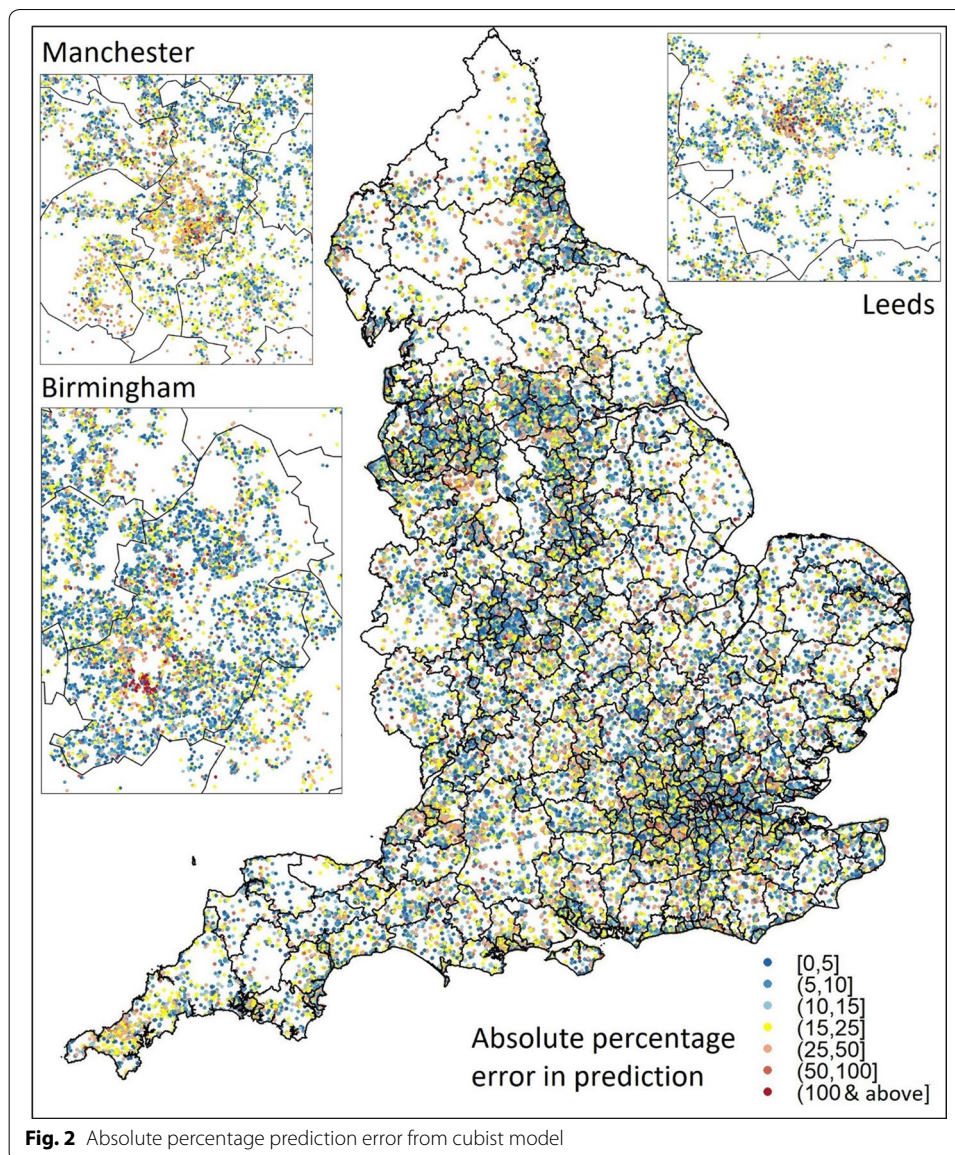 Manchester
Leeds
Birmingham
Absolute percentage
error in prediction
[0,5]
(5,10]
(10,15]
(15,25]
(25,50]
(50,100]
(100 & above]
Fig. 2 Absolute percentage prediction error from cubist model